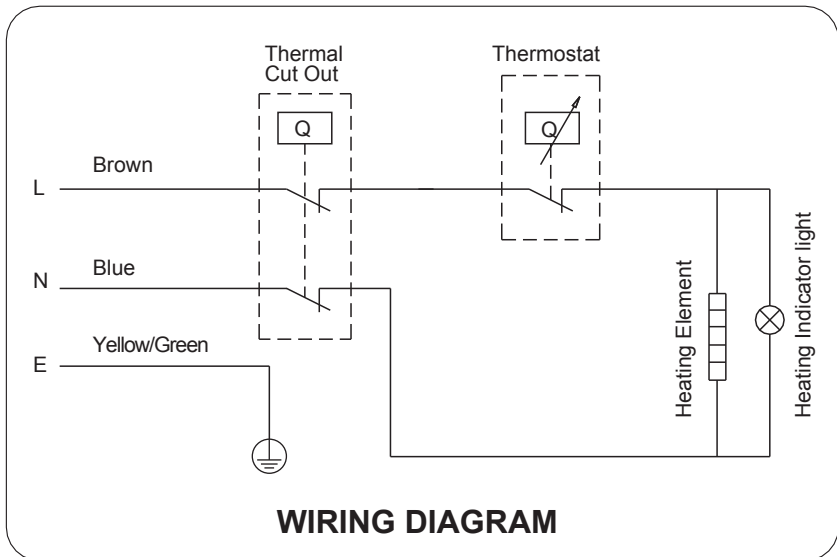 Thermal
Cut Out
Thermostat
Q
Q
Brown
L
Blue
N
Yellow/Green
E
Heating Element
Heating Indicator light
WIRING DIAGRAM